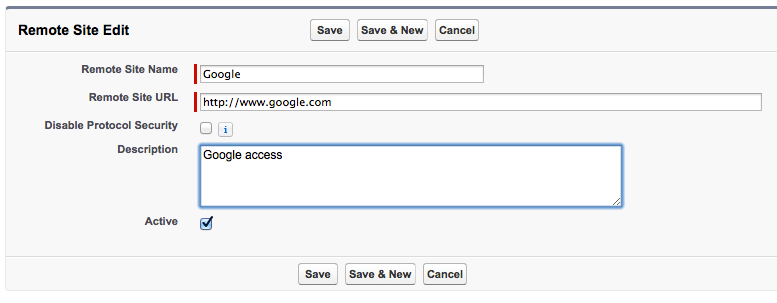 Remote Site Edit Save Save & New Cancel
Remote Site Name Google
Remote Site URL http://www.google.com
Disable Protocol Security i
Description Google access
Active
Save Save & New Cancel